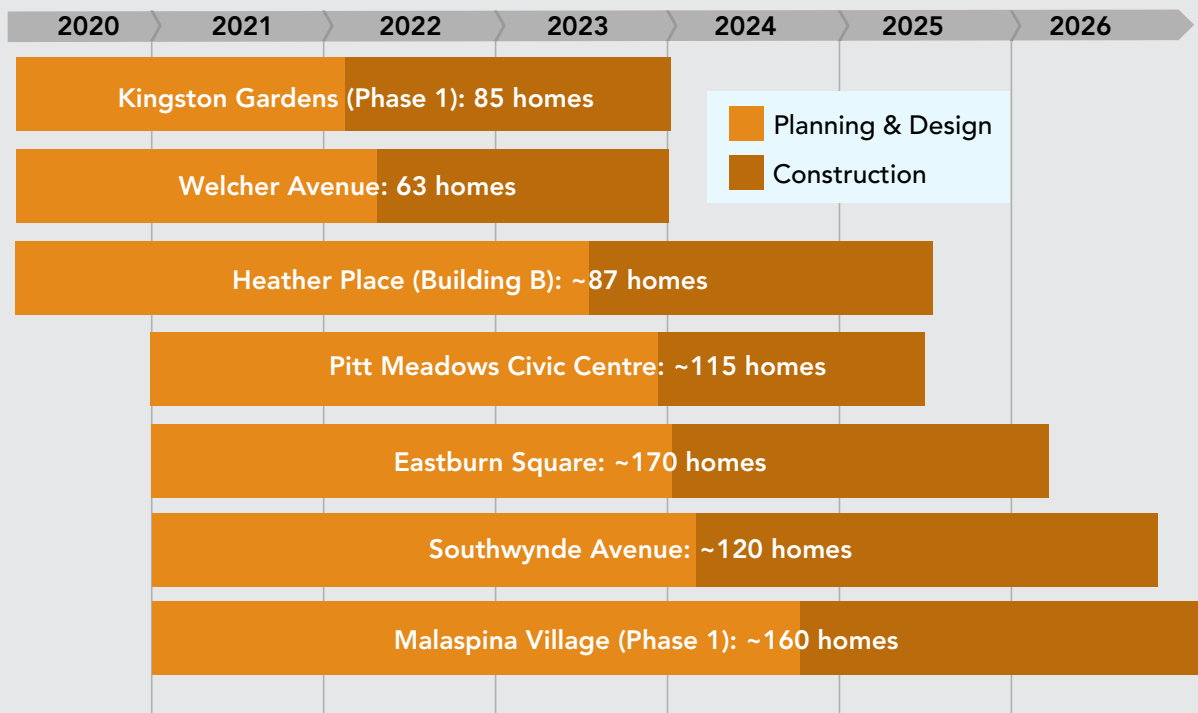 2020 2021 2022 2023 2024 2025 2026
Kingston Gardens (Phase 1): 85 homes
Planning & Design
Construction
Welcher Avenue: 63 homes
Heather Place (Building B): ~87 homes
Pitt Meadows Civic Centre: ~115 homes
Eastburn Square: ~170 homes
Southwynde Avenue: ~120 homes
Malaspina Village (Phase 1): ~160 homes